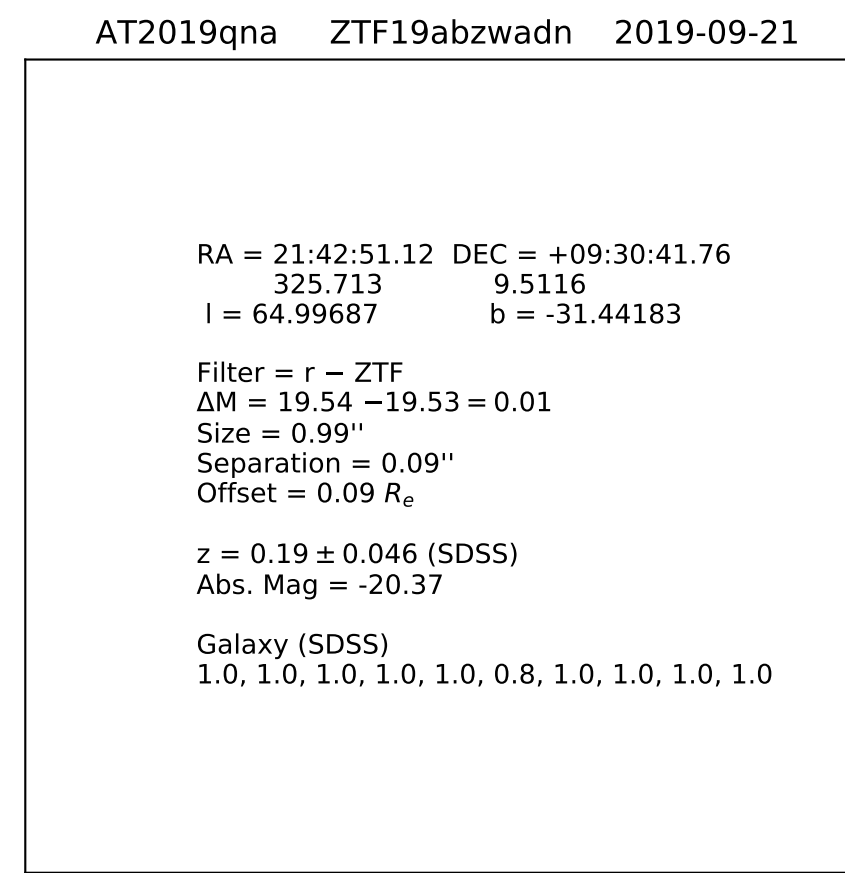 AT2019qna ZTF19abzwadn 2019-09-21
RA = 21:42:51.12 DEC = +09:30:41.76
325.713 9.5116
l = 64.99687 b = -31.44183
Filter = r − ZTF
ΔM = 19.54 −19.53 = 0.01
Size = 0.99''
Separation = 0.09''
Offset = 0.09 Rₑ
z = 0.19 ± 0.046 (SDSS)
Abs. Mag = -20.37
Galaxy (SDSS)
1.0, 1.0, 1.0, 1.0, 1.0, 0.8, 1.0, 1.0, 1.0, 1.0